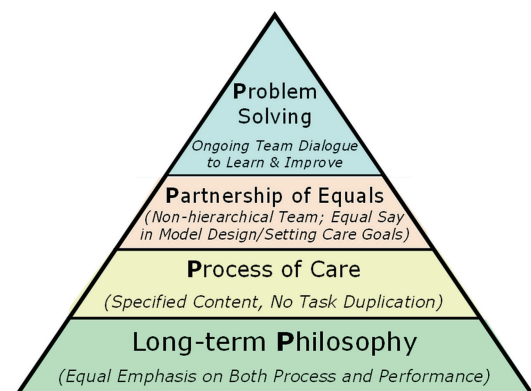 Problem
Solving
Ongoing Team Dialogue
to Learn & Improve
Partnership of Equals
(Non-hierarchical Team; Equal Say
in Model Design/Setting Care Goals)
Process of Care
(Specified Content, No Task Duplication)
Long-term Philosophy
(Equal Emphasis on Both Process and Performance)